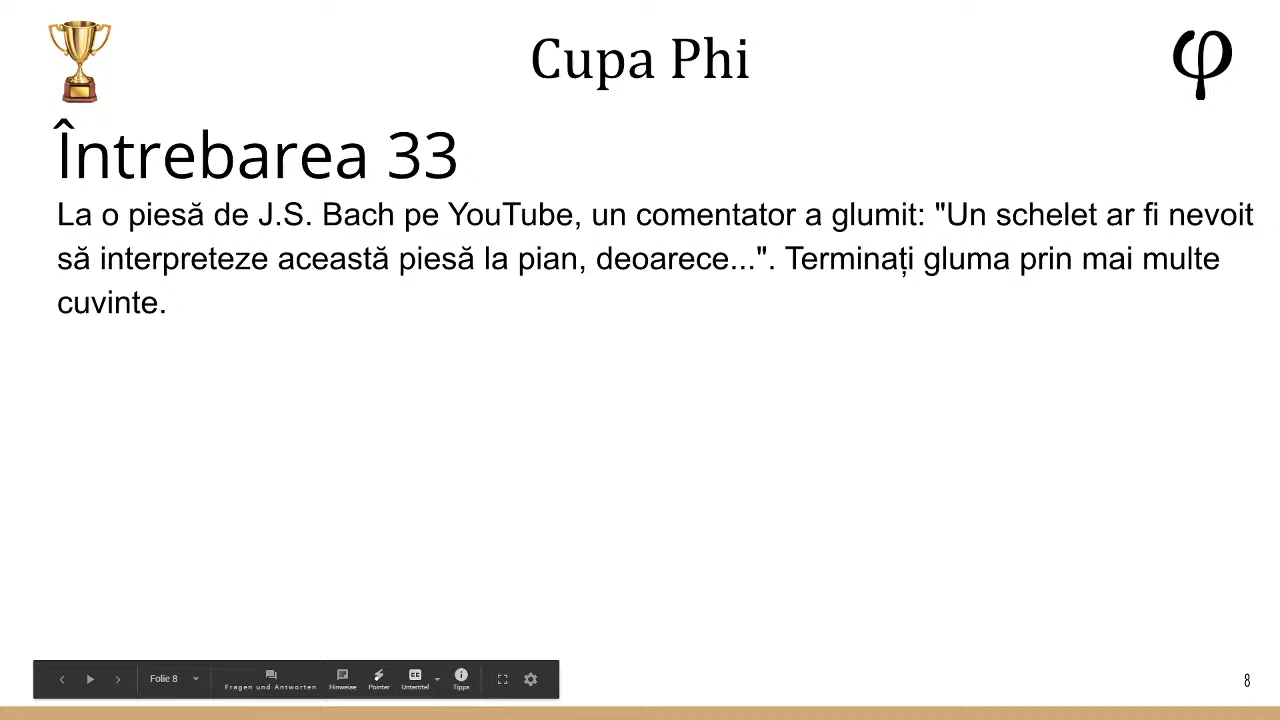 Cupa Phi
φ
Întrebarea 33
La o piesă de J.S. Bach pe YouTube, un comentator a glumit: "Un schelet ar fi nevoit
să interpreteze această piesă la pian, deoarece...". Terminați gluma prin mai multe
cuvinte.
Folie 8
Fragen und Antworten
Hinweise
Pointer
Untertitel
Tipps
8